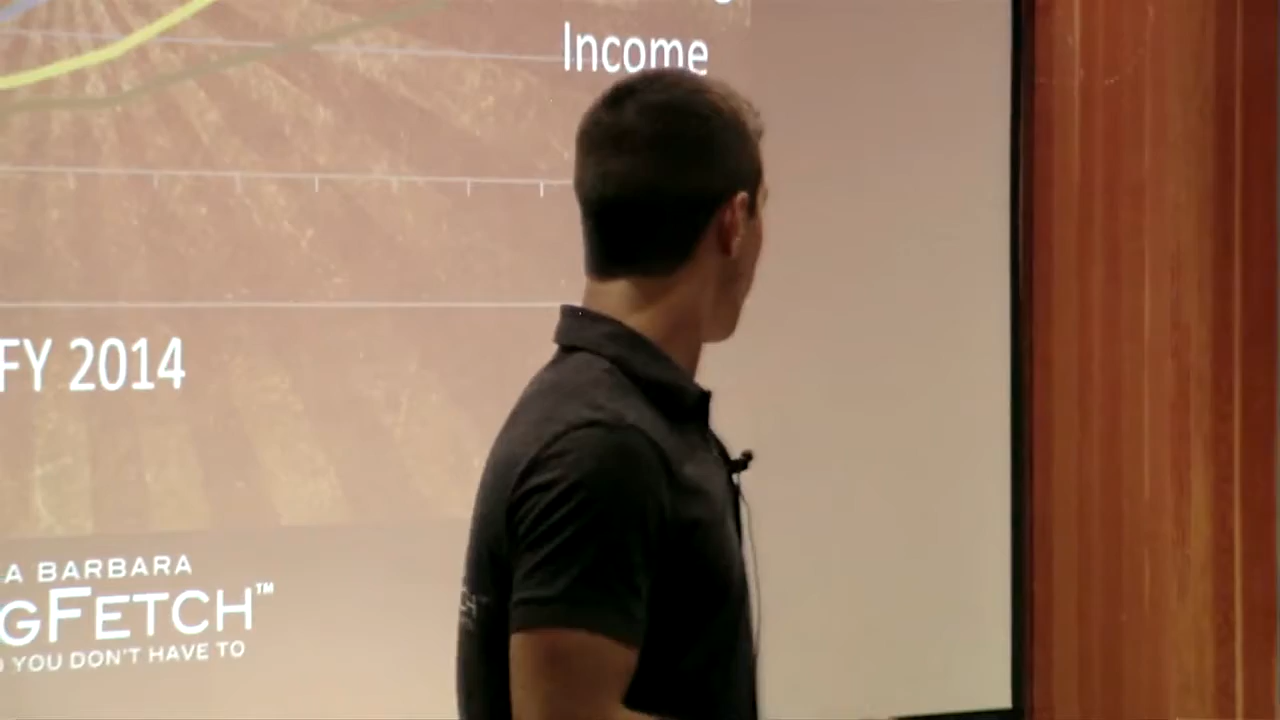 Income
FY 2014
A BARBARA
GFETCH™
YOU DON'T HAVE TO